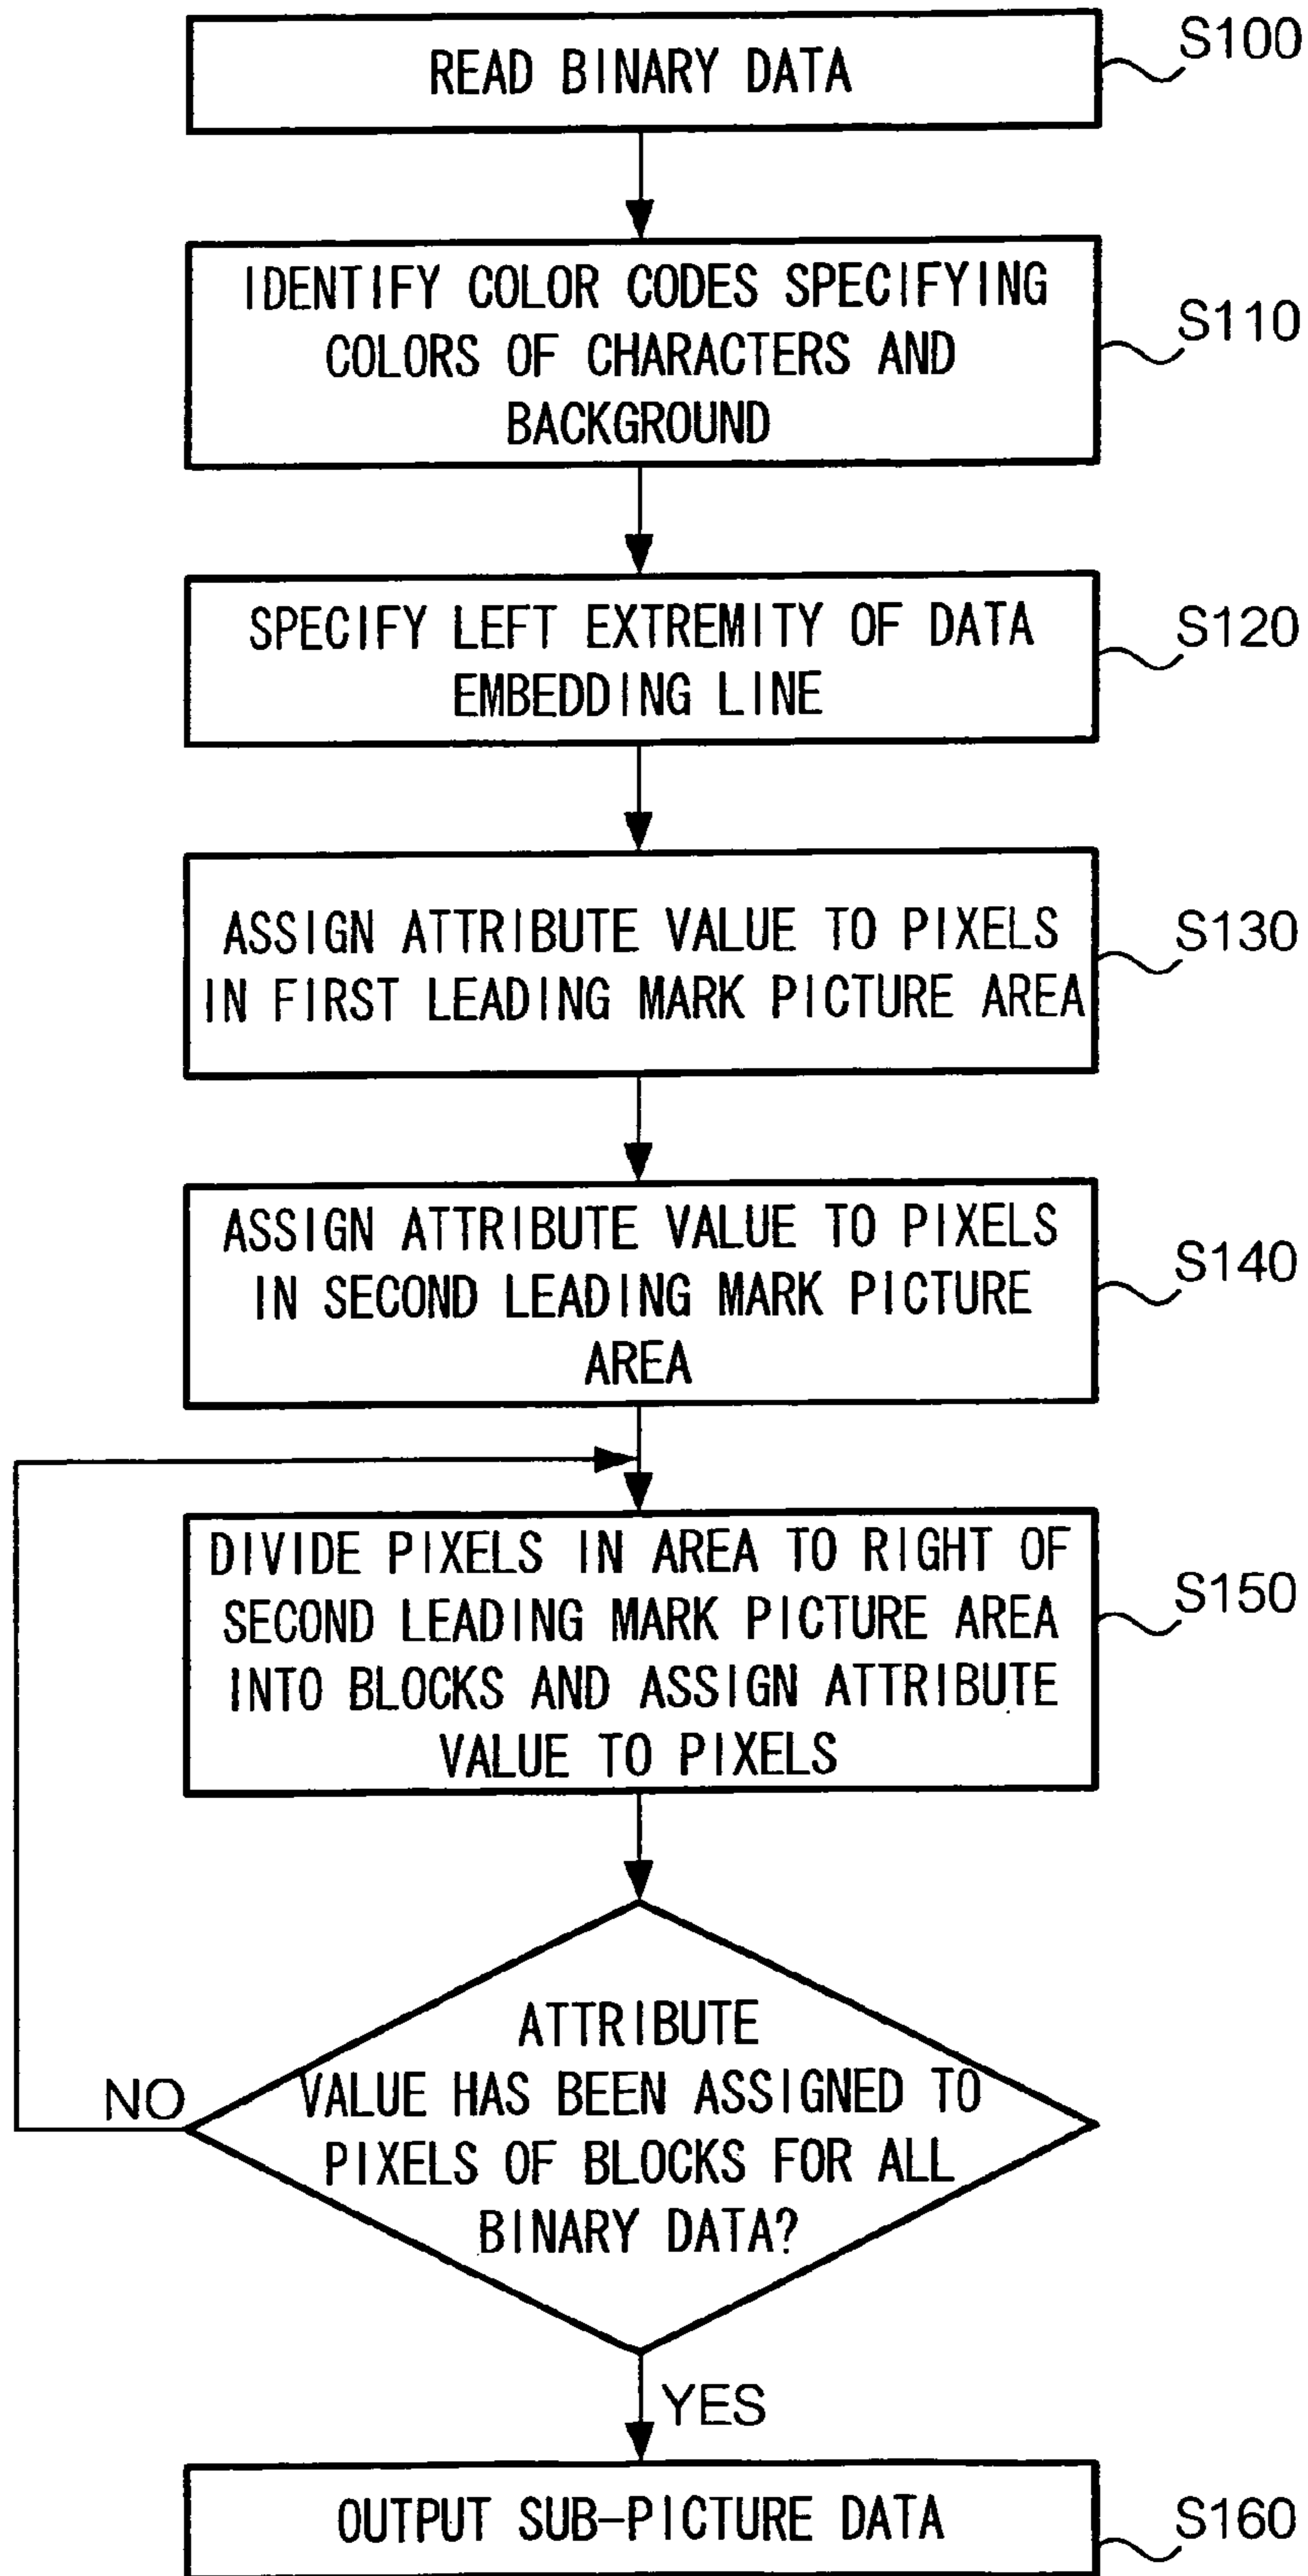 READ BINARY DATA
S100
IDENTIFY COLOR CODES SPECIFYING
COLORS OF CHARACTERS AND
BACKGROUND
S110
SPECIFY LEFT EXTREMITY OF DATA
EMBEDDING LINE
S120
ASSIGN ATTRIBUTE VALUE TO PIXELS
IN FIRST LEADING MARK PICTURE AREA
S130
ASSIGN ATTRIBUTE VALUE TO PIXELS
IN SECOND LEADING MARK PICTURE
AREA
S140
DIVIDE PIXELS IN AREA TO RIGHT OF
SECOND LEADING MARK PICTURE AREA
INTO BLOCKS AND ASSIGN ATTRIBUTE
VALUE TO PIXELS
S150
ATTRIBUTE
VALUE HAS BEEN ASSIGNED TO
PIXELS OF BLOCKS FOR ALL
BINARY DATA?
NO
YES
OUTPUT SUB-PICTURE DATA
S160